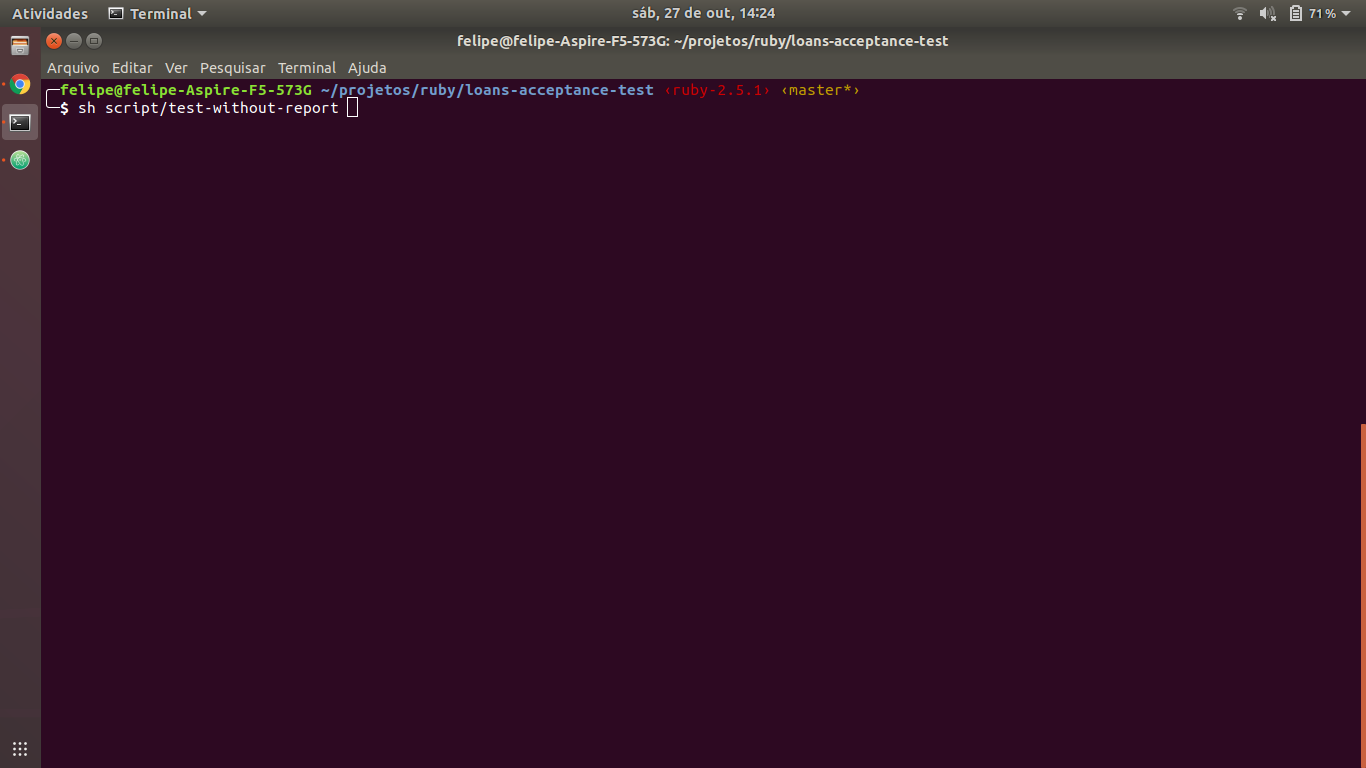 Atividades Terminal sáb, 27 de out, 14:24 71%
felipe@felipe-Aspire-F5-573G: ~/projetos/ruby/loans-acceptance-test
Arquivo Editar Ver Pesquisar Terminal Ajuda
felipe@felipe-Aspire-F5-573G ~/projetos/ruby/loans-acceptance-test ‹ruby-2.5.1› ‹master*›
$ sh script/test-without-report